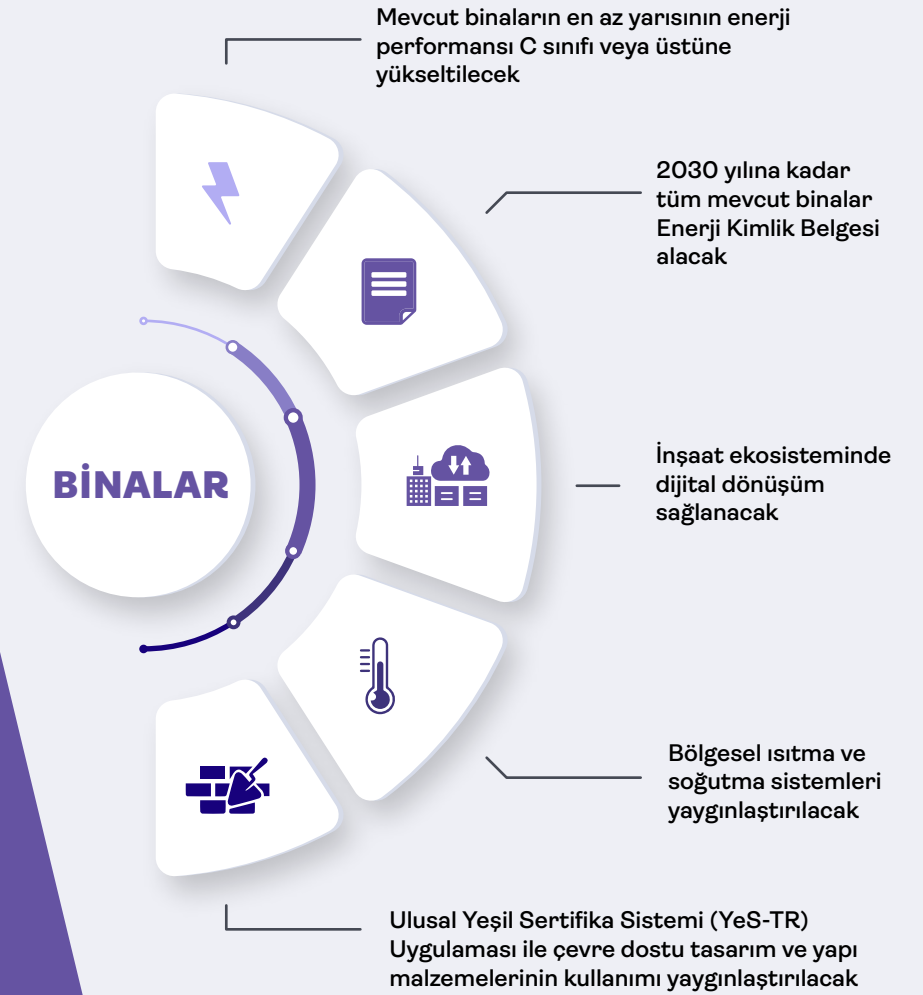 Mevcut binaların en az yarısının enerji
performansı C sınıfı veya üstüne
yükseltilecek
2030 yılına kadar
tüm mevcut binalar
Enerji Kimlik Belgesi
alacak
BİNALAR
İnşaat ekosisteminde
dijital dönüşüm
sağlanacak
Bölgesel ısıtma ve
soğutma sistemleri
yaygınlaştırılacak
Ulusal Yeşil Sertifika Sistemi (YeS-TR)
Uygulaması ile çevre dostu tasarım ve yapı
malzemelerinin kullanımı yaygınlaştırılacak